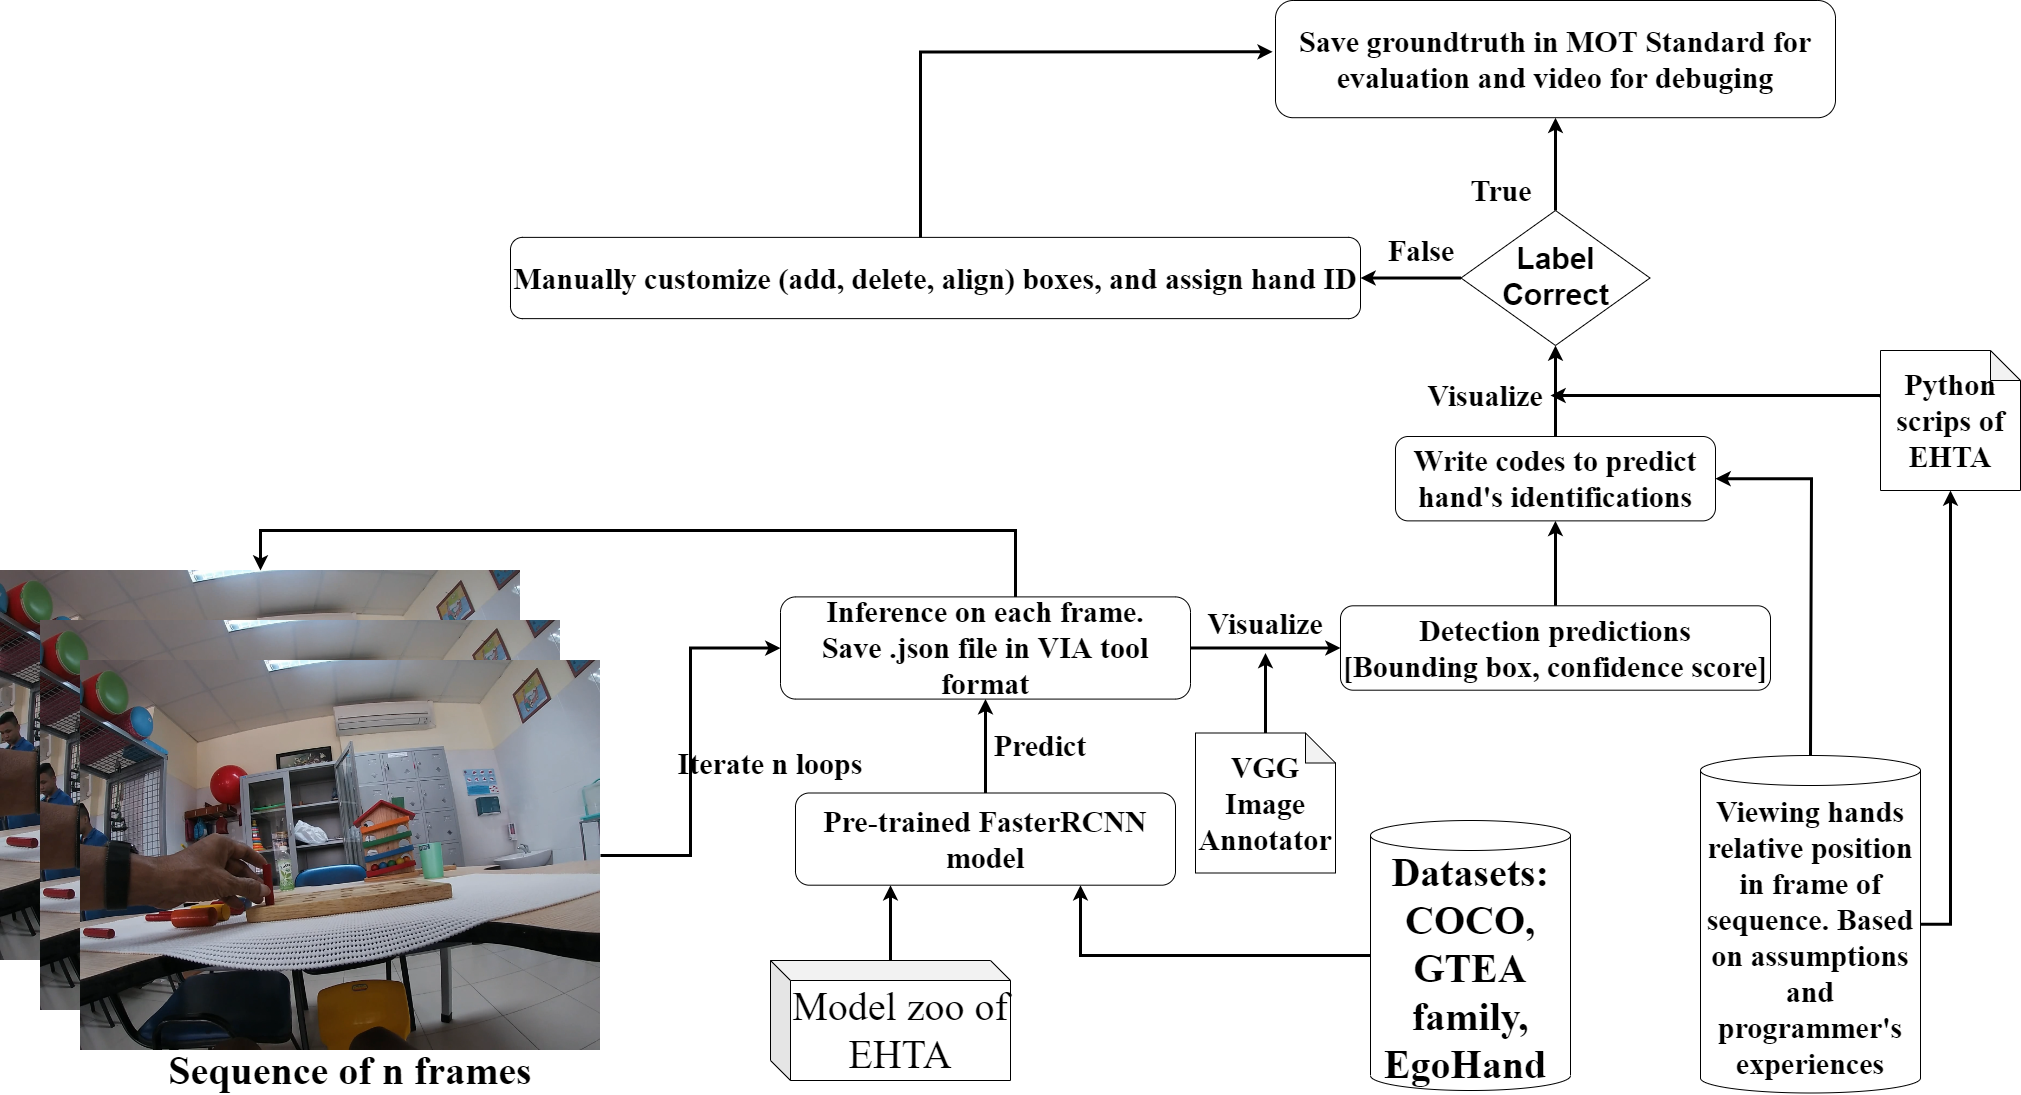 Save groundtruth in MOT Standard for
evaluation and video for debuging
True
False
Label
Correct
Manually customize (add, delete, align) boxes, and assign hand ID
Visualize
Python
scrips of
EHTA
Write codes to predict
hand's identifications
Inference on each frame.
Save .json file in VIA tool
format
Visualize
Detection predictions
[Bounding box, confidence score]
Predict
Iterate n loops
VGG
Image
Annotator
Pre-trained FasterRCNN
model
Datasets:
COCO,
GTEA
family,
EgoHand
Viewing hands
relative position
in frame of
sequence. Based
on assumptions
and
programmer's
experiences
Model zoo of
EHTA
Sequence of n frames